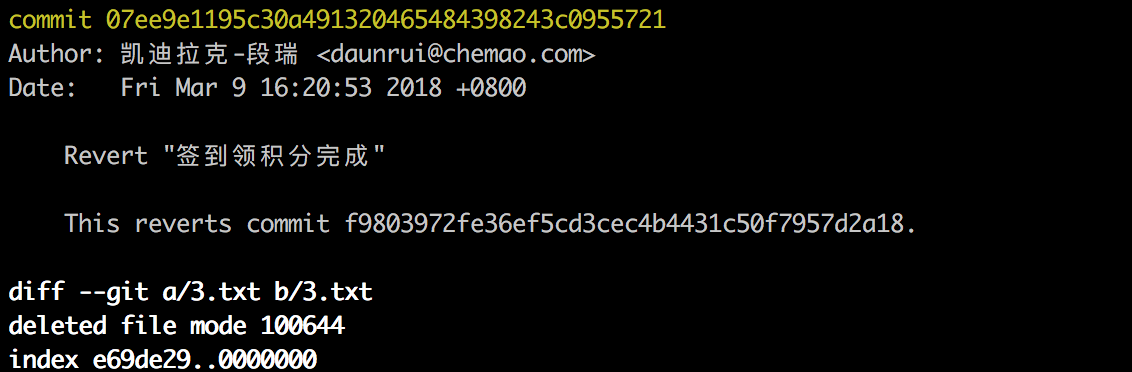 commit 07ee9e1195c30a491320465484398243c0955721
Author: 凯迪拉克-段瑞 <daunrui@chemao.com>
Date:   Fri Mar 9 16:20:53 2018 +0800
    Revert "签到领积分完成"
    This reverts commit f9803972fe36ef5cd3cec4b4431c50f7957d2a18.
diff --git a/3.txt b/3.txt
deleted file mode 100644
index e69de29..0000000